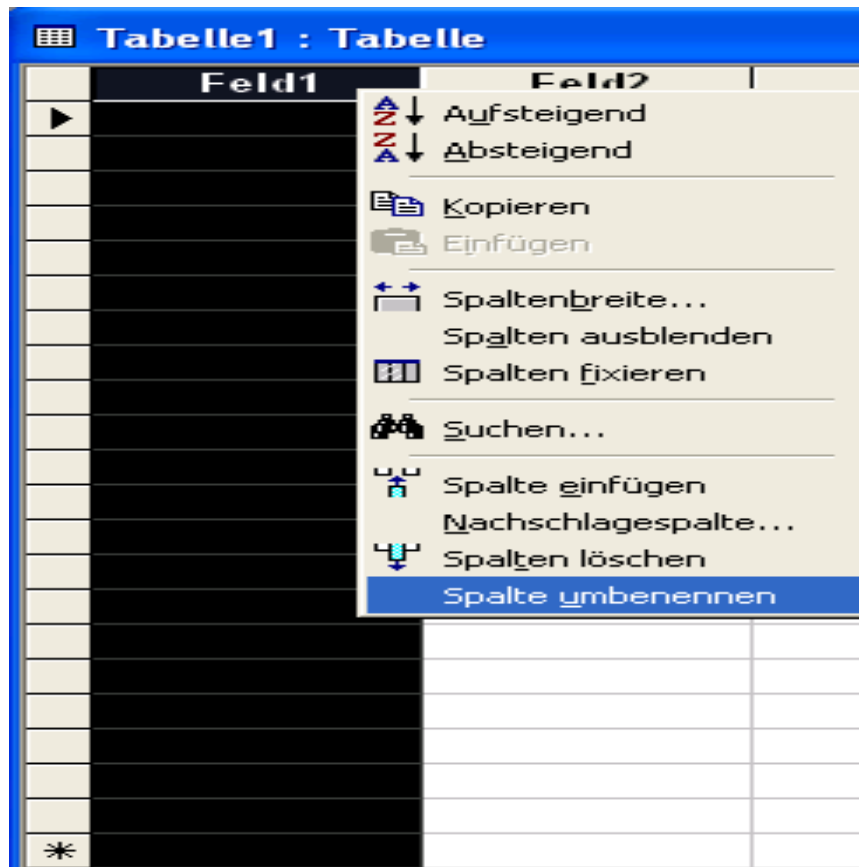 Tabelle1 : Tabelle
Feld1 Feld2
Aufsteigend
Absteigend
Kopieren
Einfügen
Spaltenbreite...
Spalten ausblenden
Spalten fixieren
Suchen...
Spalte einfügen
Nachschlagespalte...
Spalten löschen
Spalte umbenennen